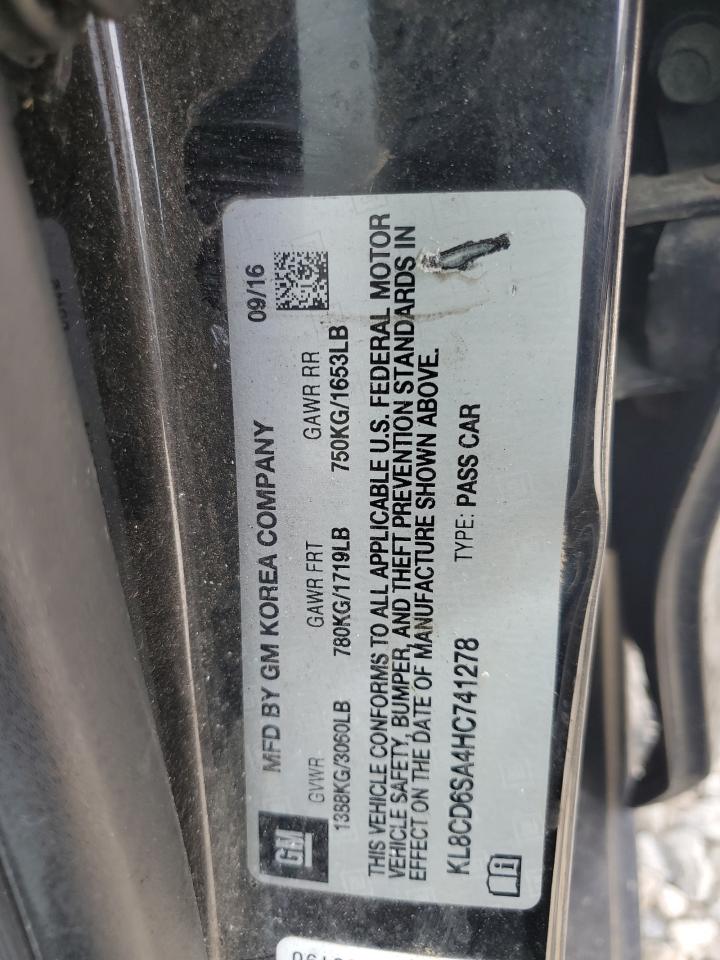 GM
MFD BY GM KOREA COMPANY 09/16
GVWR GAWR FRT GAWR RR
1388KG/3060LB 780KG/1719LB 750KG/1653LB
THIS VEHICLE CONFORMS TO ALL APPLICABLE U.S. FEDERAL MOTOR
VEHICLE SAFETY, BUMPER, AND THEFT PREVENTION STANDARDS IN
EFFECT ON THE DATE OF MANUFACTURE SHOWN ABOVE.
KL8CD6SA4HC741278 TYPE: PASS CAR